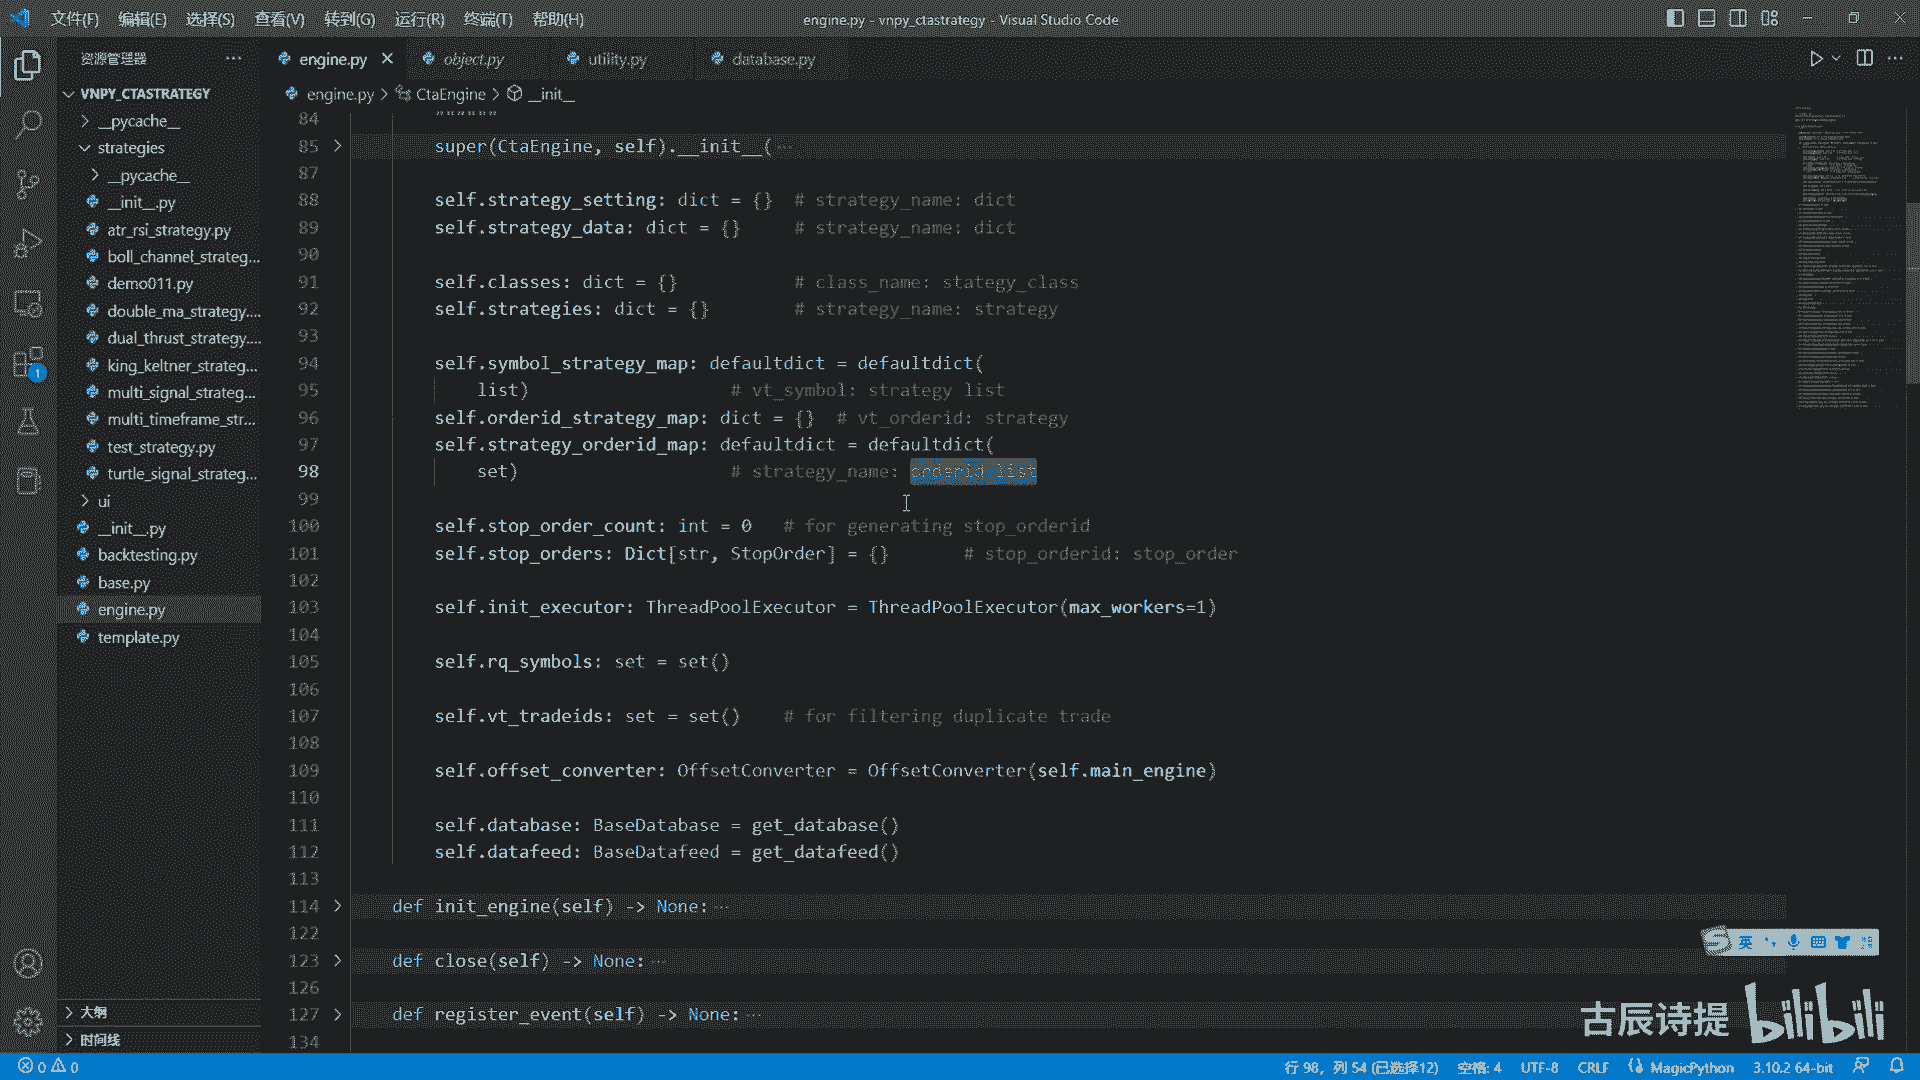 文件(F) 编辑(E) 选择(S) 查看(V) 转到(G) 运行(R) 终端(T) 帮助(H) engine.py - vnpy_ctastrategy - Visual Studio Code
资源管理器 ··· engine.py object.py utility.py database.py
VNPY_CTASTRATEGY
__pycache__
strategies
__pycache__
__init__.py
atr_rsi_strategy.py
boll_channel_strateg...
demo011.py
double_ma_strategy....
dual_thrust_strategy....
king_keltner_strateg...
multi_signal_strateg...
multi_timeframe_str...
test_strategy.py
turtle_signal_strateg...
ui
__init__.py
backtesting.py
base.py
engine.py
template.py
大纲
时间线
1
engine.py > CtaEngine > __init__
84 """""""
85 super(CtaEngine, self).__init__(···
87
88 self.strategy_setting: dict = {} # strategy_name: dict
89 self.strategy_data: dict = {} # strategy_name: dict
90
91 self.classes: dict = {} # class_name: stategy_class
92 self.strategies: dict = {} # strategy_name: strategy
93
94 self.symbol_strategy_map: defaultdict = defaultdict(
95 list) # vt_symbol: strategy list
96 self.orderid_strategy_map: dict = {} # vt_orderid: strategy
97 self.strategy_orderid_map: defaultdict = defaultdict(
98 set) # strategy_name: orderid list
99
100 self.stop_order_count: int = 0 # for generating stop_orderid
101 self.stop_orders: Dict[str, StopOrder] = {} # stop_orderid: stop_order
102
103 self.init_executor: ThreadPoolExecutor = ThreadPoolExecutor(max_workers=1)
104
105 self.rq_symbols: set = set()
106
107 self.vt_tradeids: set = set() # for filtering duplicate trade
108
109 self.offset_converter: OffsetConverter = OffsetConverter(self.main_engine)
110
111 self.database: BaseDatabase = get_database()
112 self.datafeed: BaseDatafeed = get_datafeed()
113
114 def init_engine(self) -> None:···
122
123 def close(self) -> None:···
126
127 def register_event(self) -> None:···
134
英
古辰诗提 bilibili
0 0 行 98，列 54 (已选择12) 空格: 4 UTF-8 CRLF MagicPython 3.10.2 64-bit